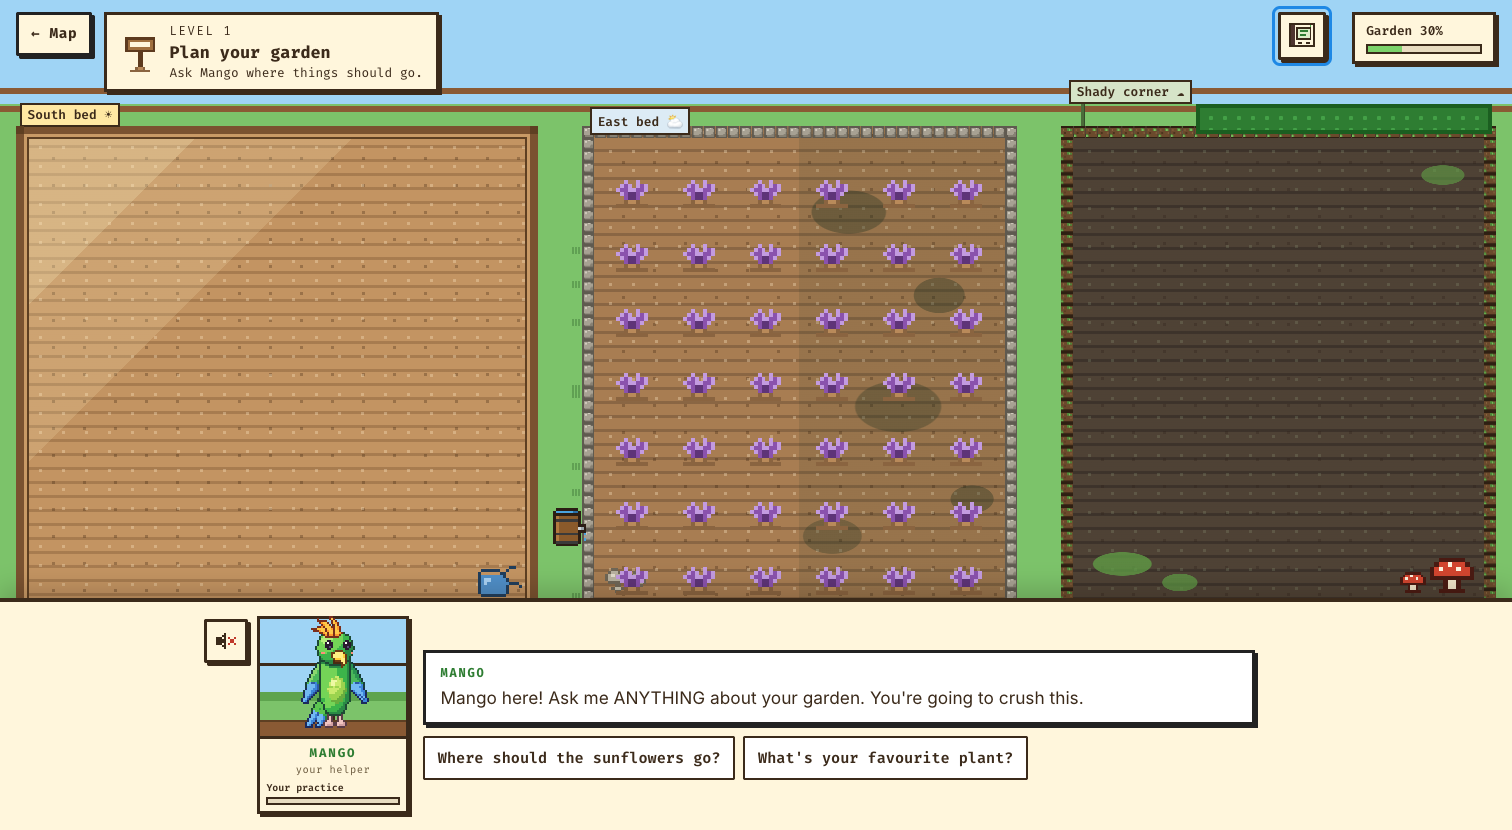 ← Map
LEVEL 1
Plan your garden
Ask Mango where things should go.
Garden 30%
South bed ☀
East bed ⛅
Shady corner ☁
MANGO
your helper
Your practice
MANGO
Mango here! Ask me ANYTHING about your garden. You're going to crush this.
Where should the sunflowers go?
What's your favourite plant?